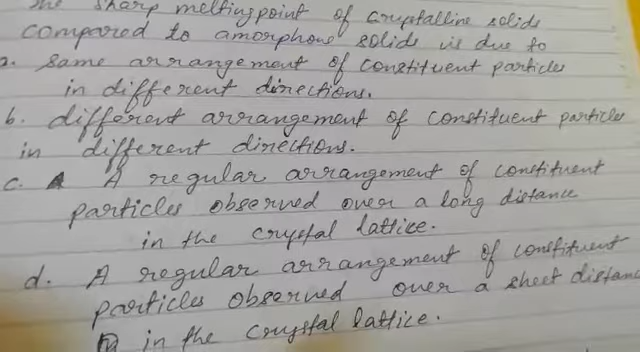 The sharp melting point of crystalline solids
compared to amorphous solids is due to
a. same arrangement of constituent particles
in different directions.
b. different arrangement of constituent particles
in different directions.
c. A regular arrangement of constituent
particles observed over a long distance
in the crystal lattice.
d. A regular arrangement of constituent
particles observed over a short distanc
in the crystal lattice.